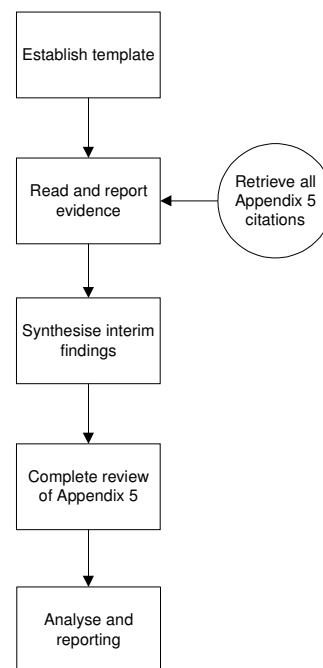 Establish template
Read and report
evidence
Retrieve all
Appendix 5
citations
Synthesise interim
findings
Complete review
of Appendix 5
Analyse and
reporting